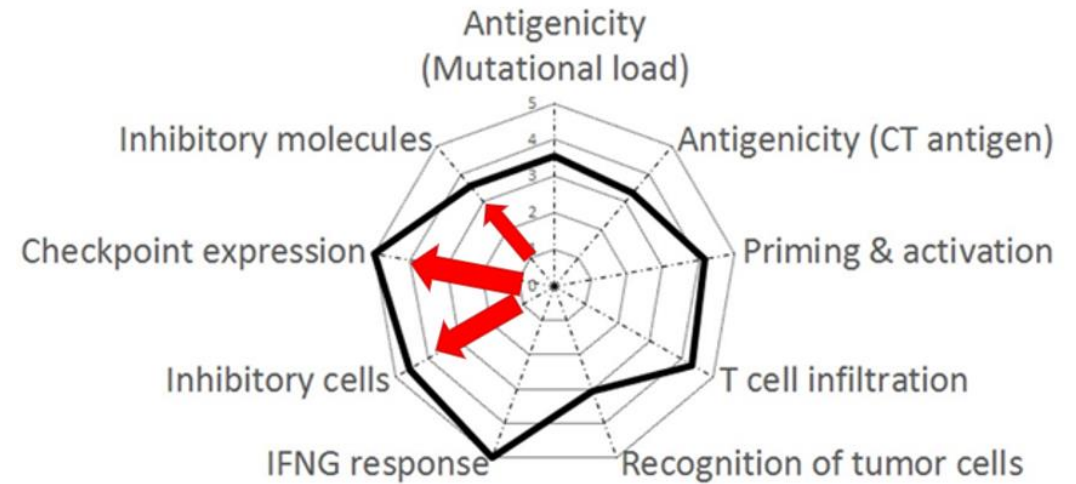 Antigenicity
(Mutational load)
5
Inhibitory molecules
4
Antigenicity (CT antigen)
3
2
Checkpoint expression
1
Priming & activation
0
Inhibitory cells
T cell infiltration
IFNG response
Recognition of tumor cells